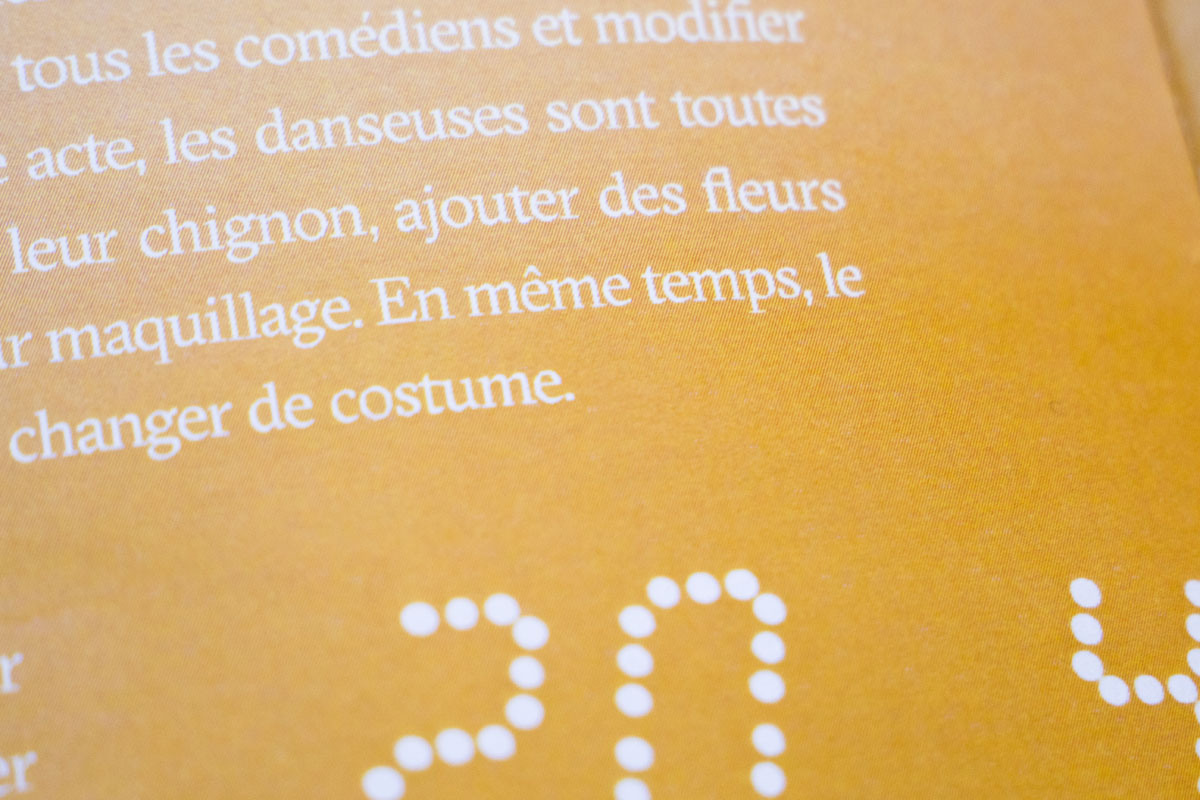 tous les comédiens et modifier
acte, les danseuses sont toutes
leur chignon, ajouter des fleurs
maquillage. En même temps, le
changer de costume.
20 4